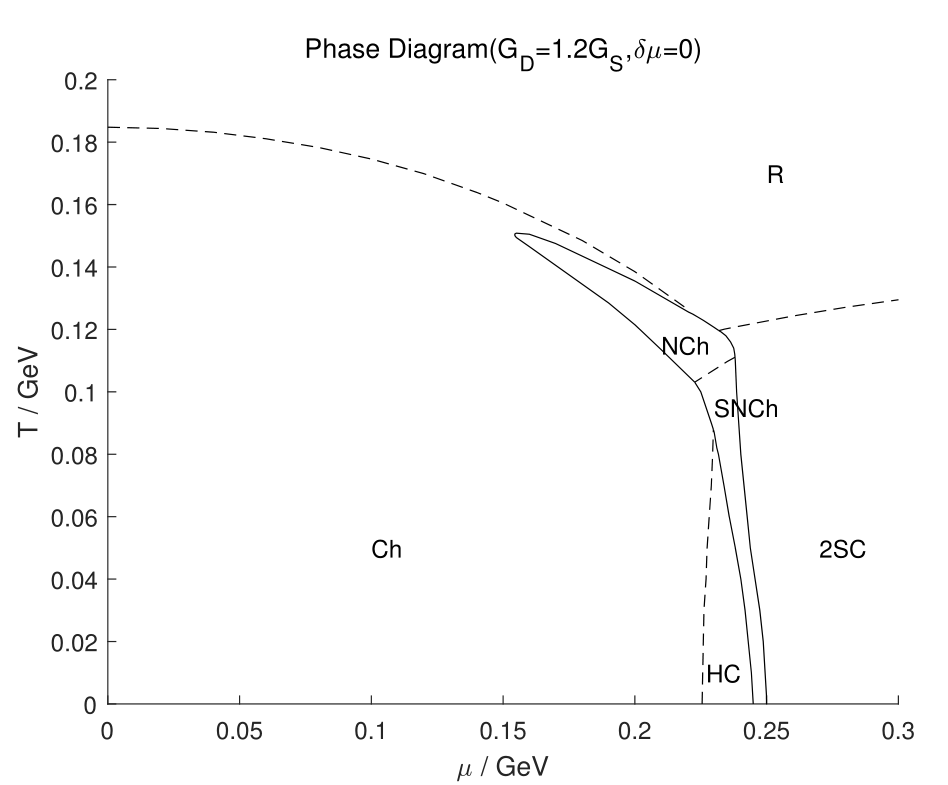 Phase Diagram(G_D=1.2G_S,δμ=0)
0.2
0.18
R
0.16
0.14
0.12
NCh
T / GeV
0.1
SNCh
0.08
0.06
Ch
2SC
0.04
0.02
HC
0
0
0.05
0.1
0.15
0.2
0.25
0.3
μ / GeV